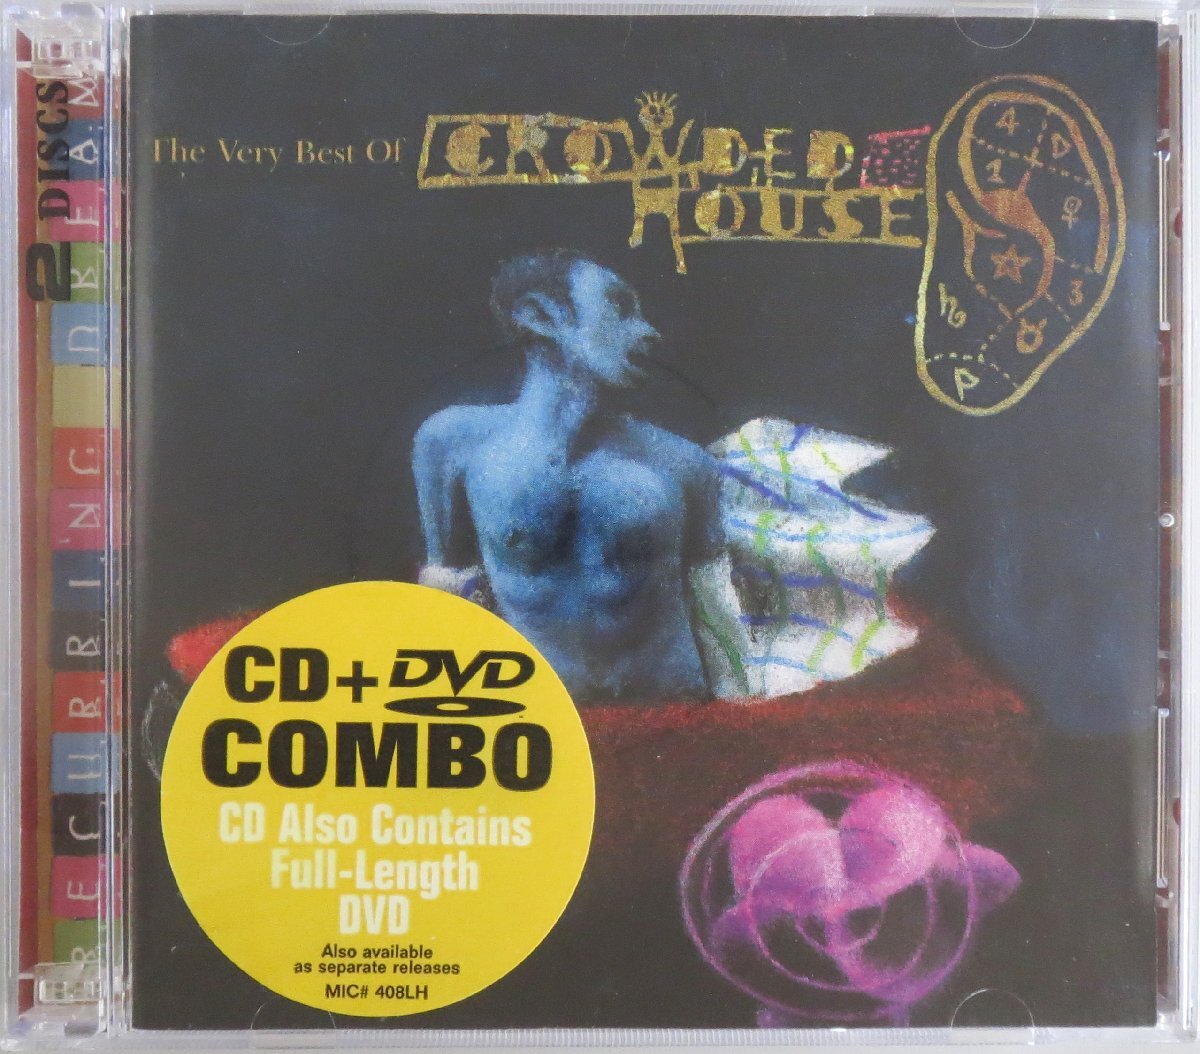 2 DISCS
RECURRING DREAM
The Very Best Of
CROWDED
HOUSE
4
1
3
P
CD+DVD
COMBO
CD Also Contains
Full-Length
DVD
Also available
as separate releases
MIC# 408LH